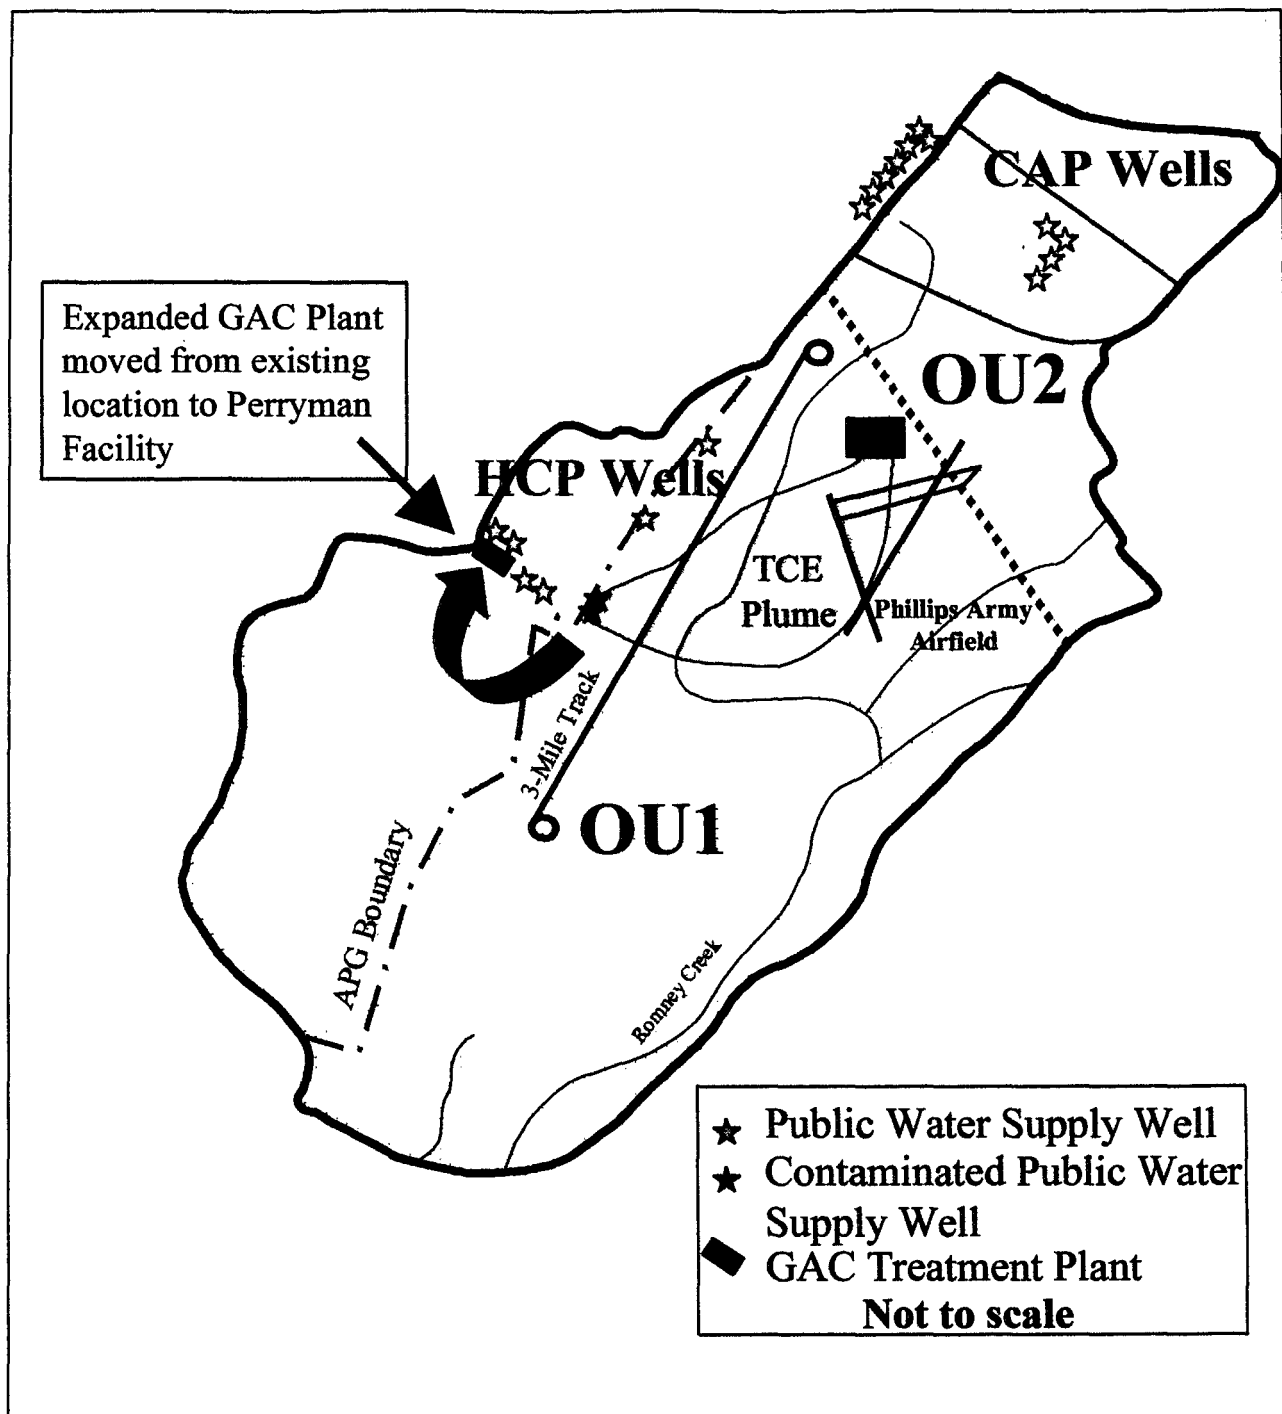 CAP Wells
Expanded GAC Plant
moved from existing
location to Perryman
Facility
OU2
HCP Wells
TCE
Plume
Phillips Army
Airfield
3-Mile Track
OU1
APG Boundary
Romney Creek
Public Water Supply Well
Contaminated Public Water
Supply Well
GAC Treatment Plant
Not to scale